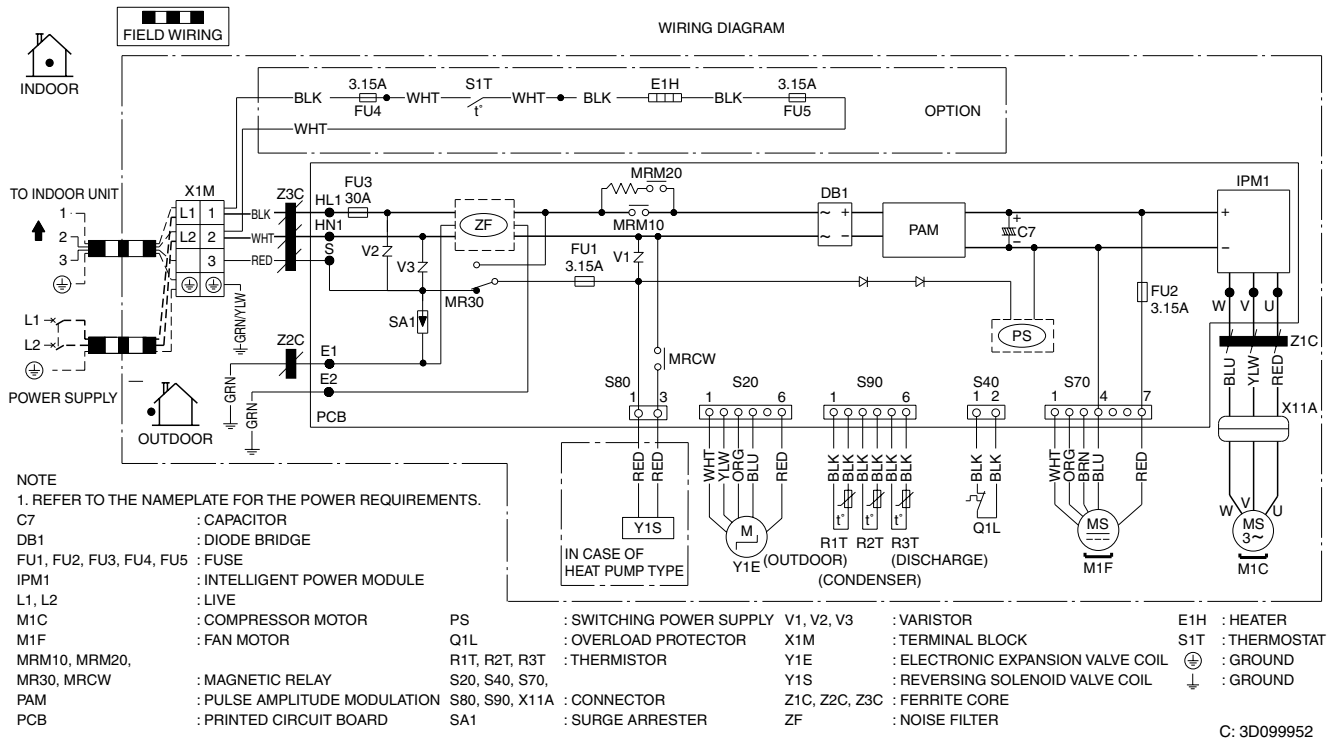 FIELD WIRING
WIRING DIAGRAM
INDOOR
BLK
3.15A
FU4
WHT
S1T
t°
WHT
BLK
E1H
BLK
3.15A
FU5
WHT
OPTION
TO INDOOR UNIT
1
2
3
X1M
L1 1
L2 2
3
BLK
WHT
RED
GRN/YLW
Z3C
HL1
HN1
S
FU3
30A
V2
V3
ZF
SA1
MR30
MRM20
MRM10
FU1
3.15A
V1
DB1
~ +
~ −
PAM
+
−
C7
IPM1
+
−
FU2
3.15A
PS
W V U
Z1C
BLU
YLW
RED
X11A
L1
L2
POWER SUPPLY
Z2C
E1
E2
GRN
GRN
PCB
OUTDOOR
MRCW
S80
1 3
S20
1 6
S90
1 6
S40
1 2
S70
1 4 7
RED
RED
Y1S
IN CASE OF
HEAT PUMP TYPE
WHT
YLW
ORG
BLU
RED
M
Y1E
BLK
BLK
BLK
BLK
BLK
BLK
t° t° t°
R1T R2T R3T
(OUTDOOR)
(CONDENSER)
(DISCHARGE)
BLK
BLK
Q1L
WHT
ORG
BRN
BLU
RED
MS
M1F
W V U
MS
3~
M1C
NOTE
1. REFER TO THE NAMEPLATE FOR THE POWER REQUIREMENTS.
C7 : CAPACITOR
DB1 : DIODE BRIDGE
FU1, FU2, FU3, FU4, FU5 : FUSE
IPM1 : INTELLIGENT POWER MODULE
L1, L2 : LIVE
M1C : COMPRESSOR MOTOR
M1F : FAN MOTOR
MRM10, MRM20,
MR30, MRCW : MAGNETIC RELAY
PAM : PULSE AMPLITUDE MODULATION
PCB : PRINTED CIRCUIT BOARD
PS : SWITCHING POWER SUPPLY
Q1L : OVERLOAD PROTECTOR
R1T, R2T, R3T : THERMISTOR
S20, S40, S70,
S80, S90, X11A : CONNECTOR
SA1 : SURGE ARRESTER
V1, V2, V3 : VARISTOR
X1M : TERMINAL BLOCK
Y1E : ELECTRONIC EXPANSION VALVE COIL
Y1S : REVERSING SOLENOID VALVE COIL
Z1C, Z2C, Z3C : FERRITE CORE
ZF : NOISE FILTER
E1H : HEATER
S1T : THERMOSTAT
: GROUND
: GROUND
C: 3D099952